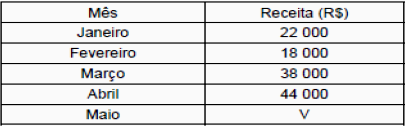 Mês Receita (R$)
Janeiro 22 000
Fevereiro 18 000
Março 38 000
Abril 44 000
Maio V